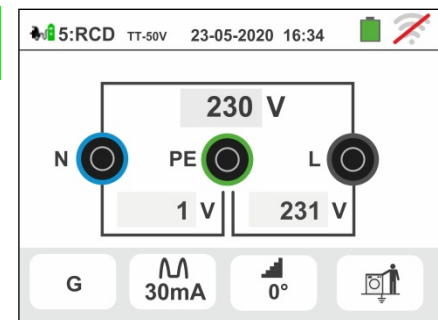 5:RCD TT-50V 23-05-2020 16:34
230 V
N PE L
1 V 231 V
G 30mA 0°